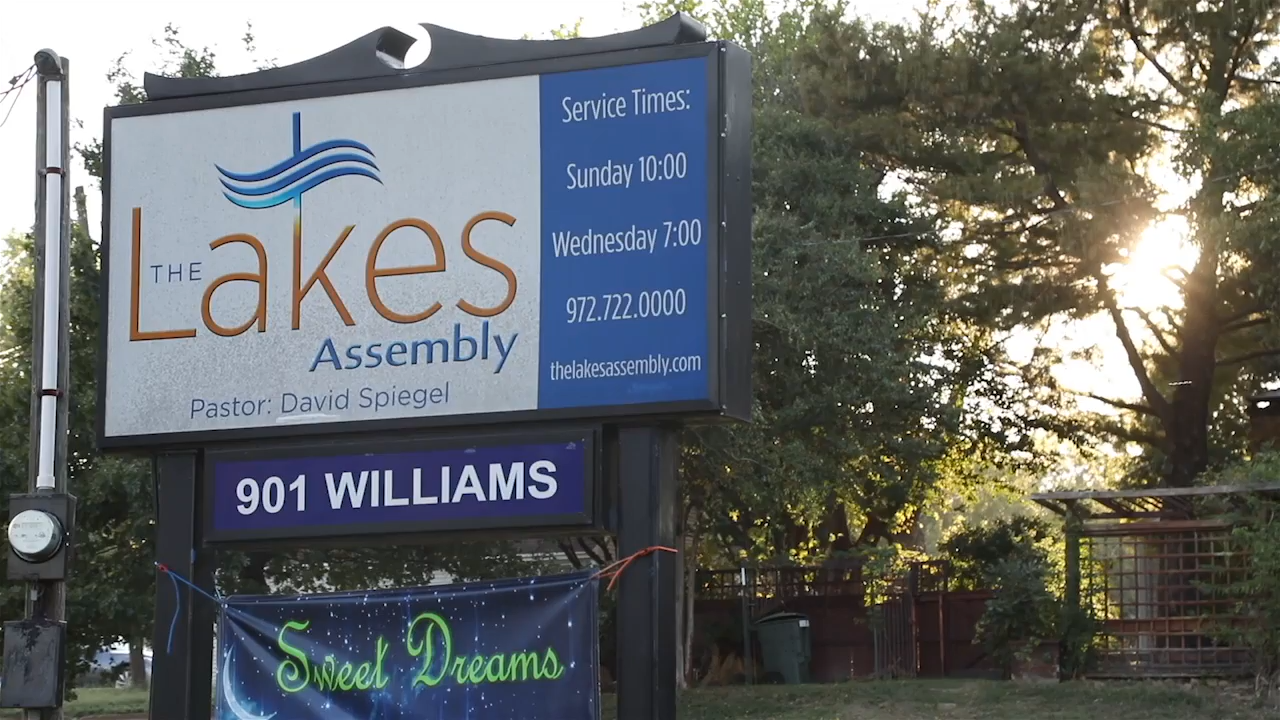 THE Lakes
Assembly
Pastor: David Spiegel
Service Times:
Sunday 10:00
Wednesday 7:00
972.722.0000
thelakesassembly.com
901 WILLIAMS
Sweet Dreams